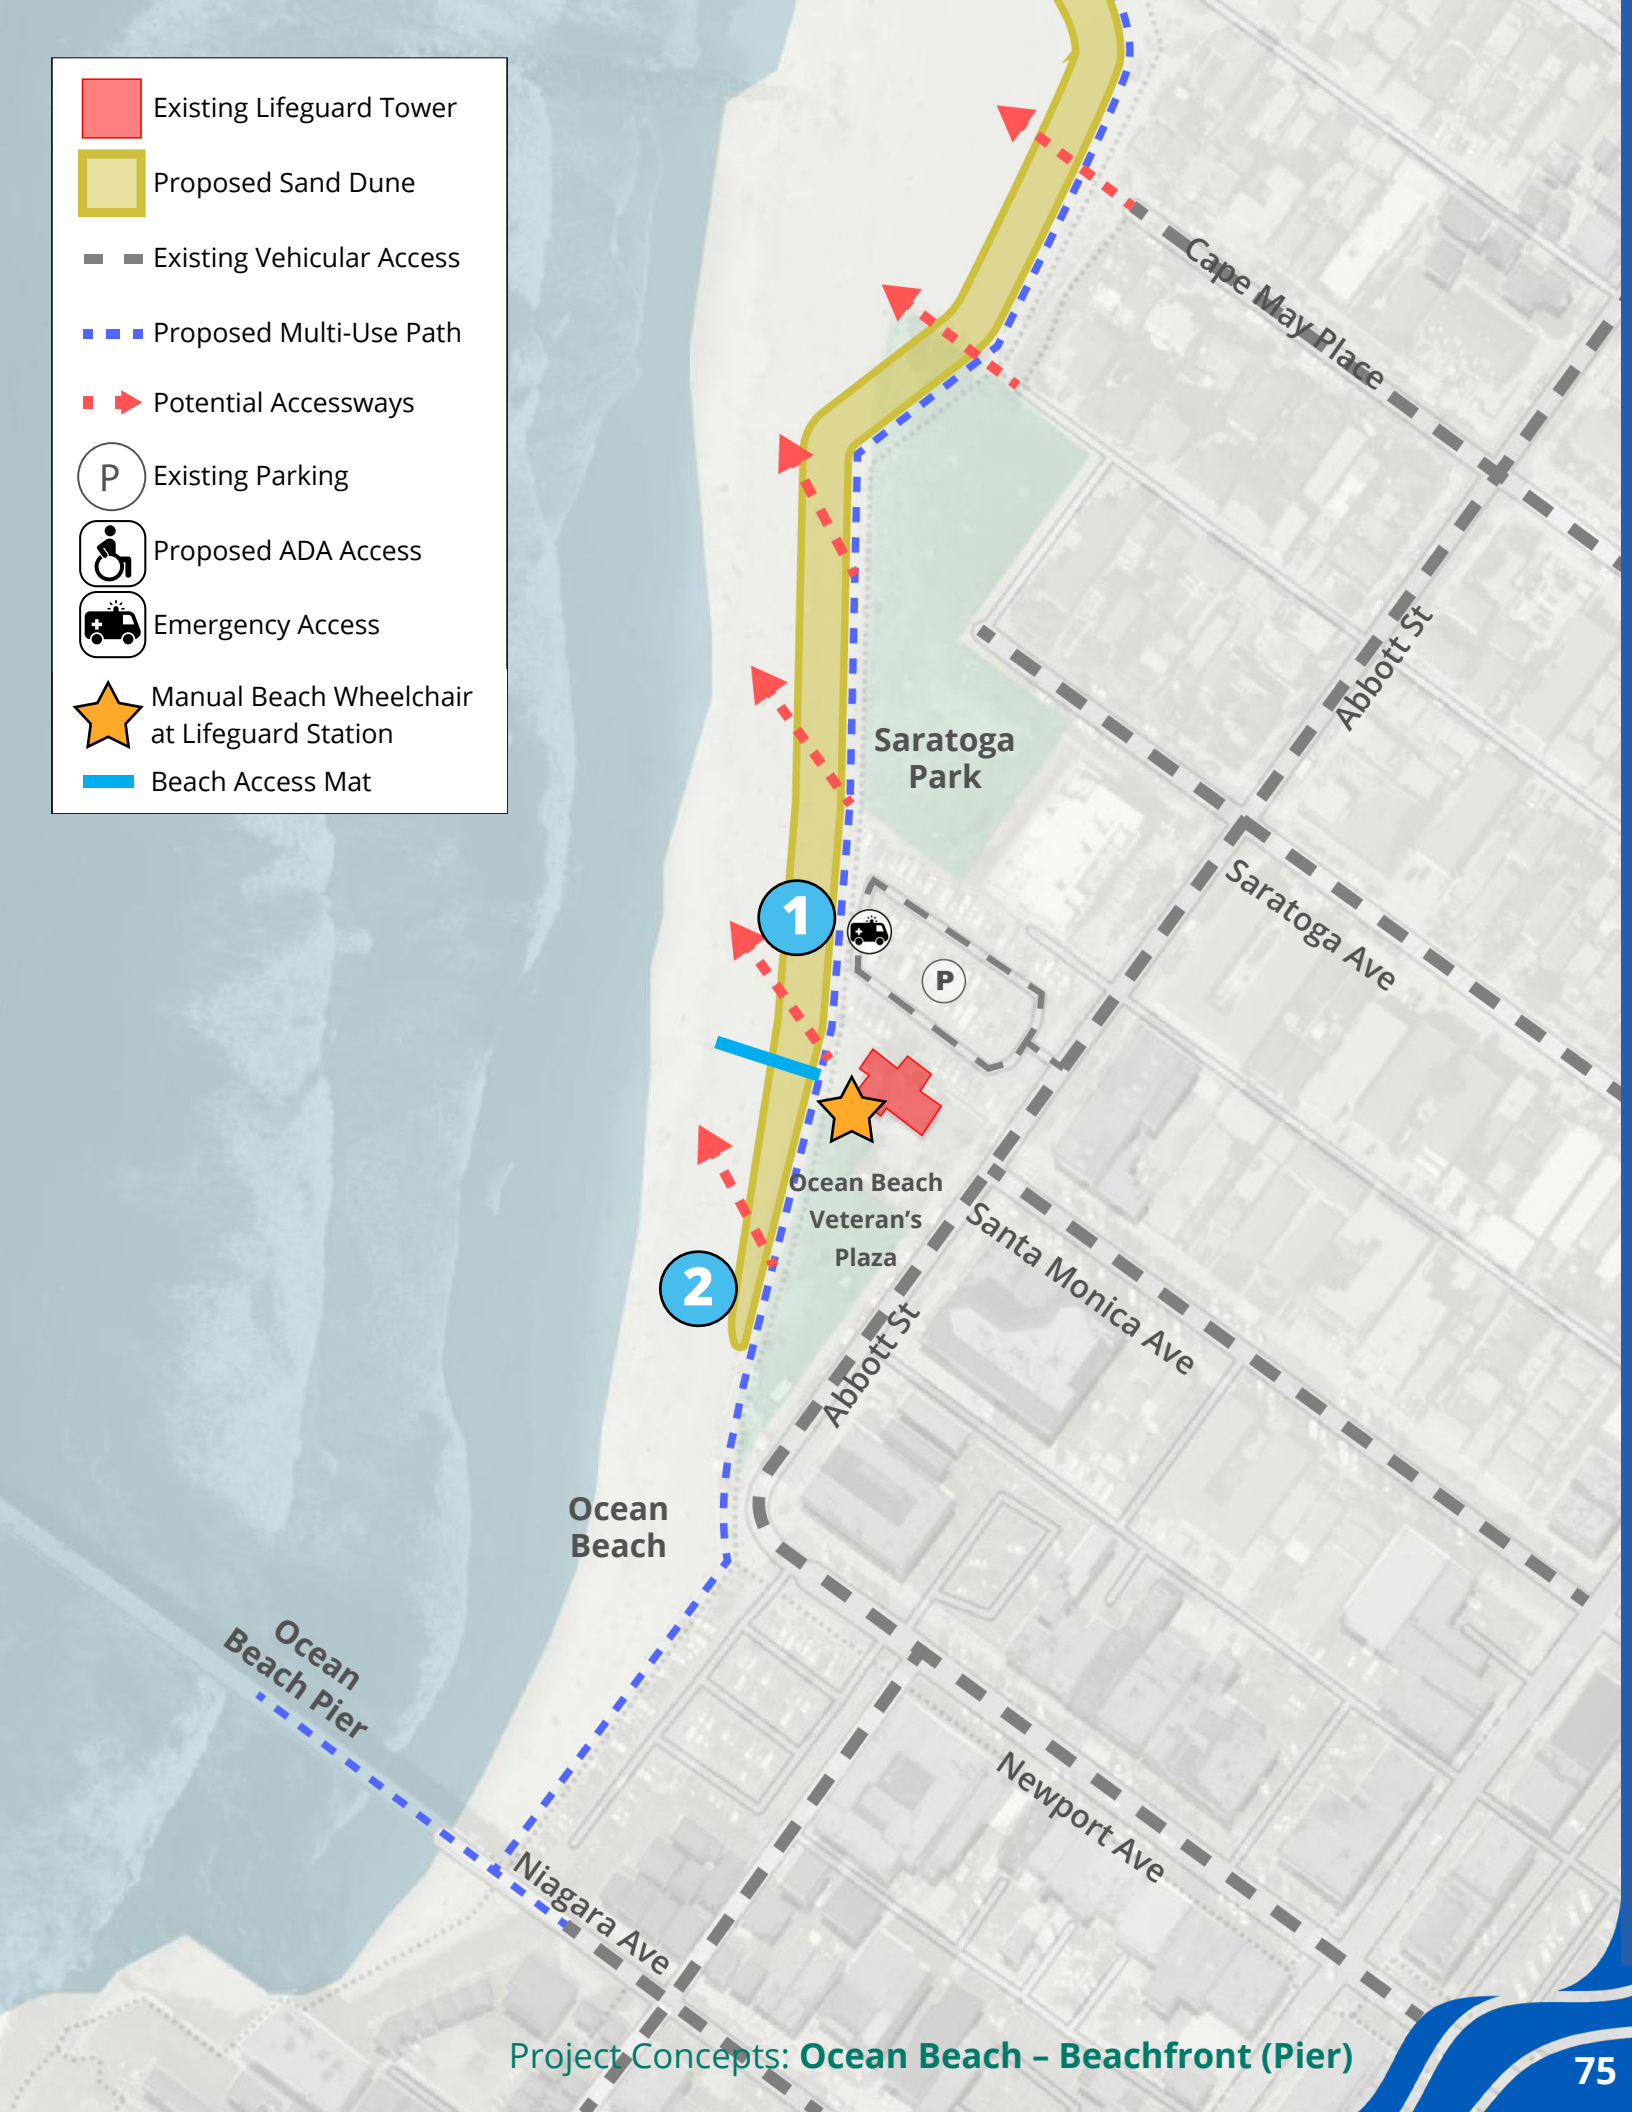 Existing Lifeguard Tower
Proposed Sand Dune
Existing Vehicular Access
Proposed Multi-Use Path
Potential Accessways
P
Existing Parking
Proposed ADA Access
Emergency Access
Manual Beach Wheelchair
at Lifeguard Station
Beach Access Mat
Cape May Place
Abbott St
Saratoga
Park
Saratoga Ave
1
P
Ocean Beach
Veteran’s
Plaza
Santa Monica Ave
2
Abbott St
Ocean
Beach
Ocean
Beach Pier
Newport Ave
Niagara Ave
Project Concepts: Ocean Beach – Beachfront (Pier)
75